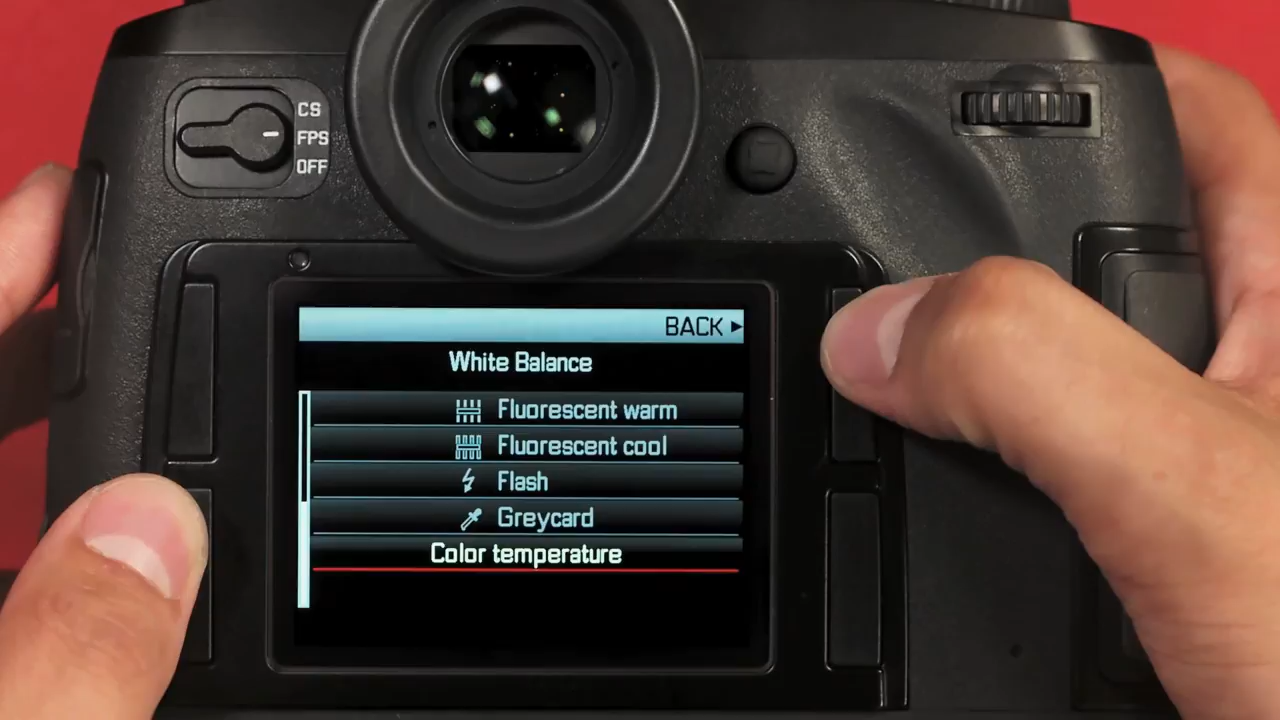 CS
FPS
OFF
BACK
White Balance
Fluorescent warm
Fluorescent cool
Flash
Greycard
Color temperature